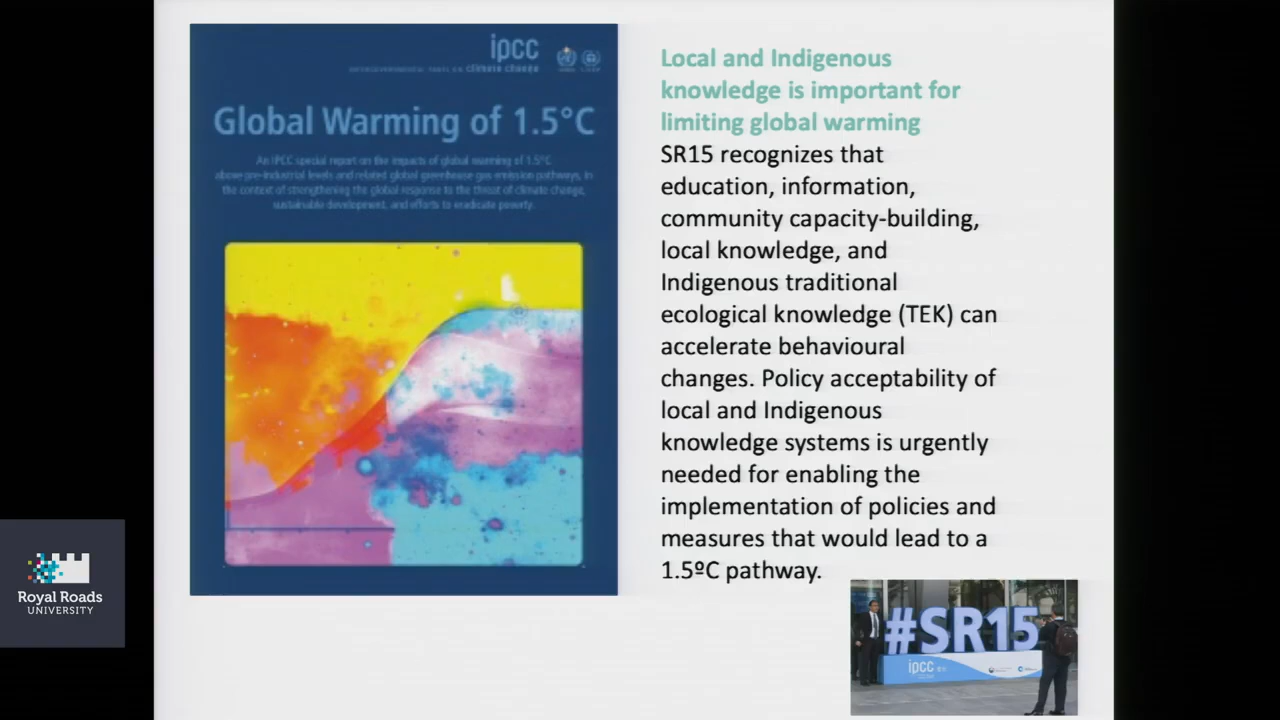 ipcc
INTERGOVERNMENTAL PANEL ON climate change
Global Warming of 1.5°C
An IPCC special report on the impacts of global warming of 1.5°C
above pre-industrial levels and related global greenhouse gas emission pathways, in
the context of strengthening the global response to the threat of climate change,
sustainable development, and efforts to eradicate poverty.
Local and Indigenous
knowledge is important for
limiting global warming
SR15 recognizes that
education, information,
community capacity-building,
local knowledge, and
Indigenous traditional
ecological knowledge (TEK) can
accelerate behavioural
changes. Policy acceptability of
local and Indigenous
knowledge systems is urgently
needed for enabling the
implementation of policies and
measures that would lead to a
1.5ºC pathway.
#SR15
ipcc
Royal Roads
UNIVERSITY